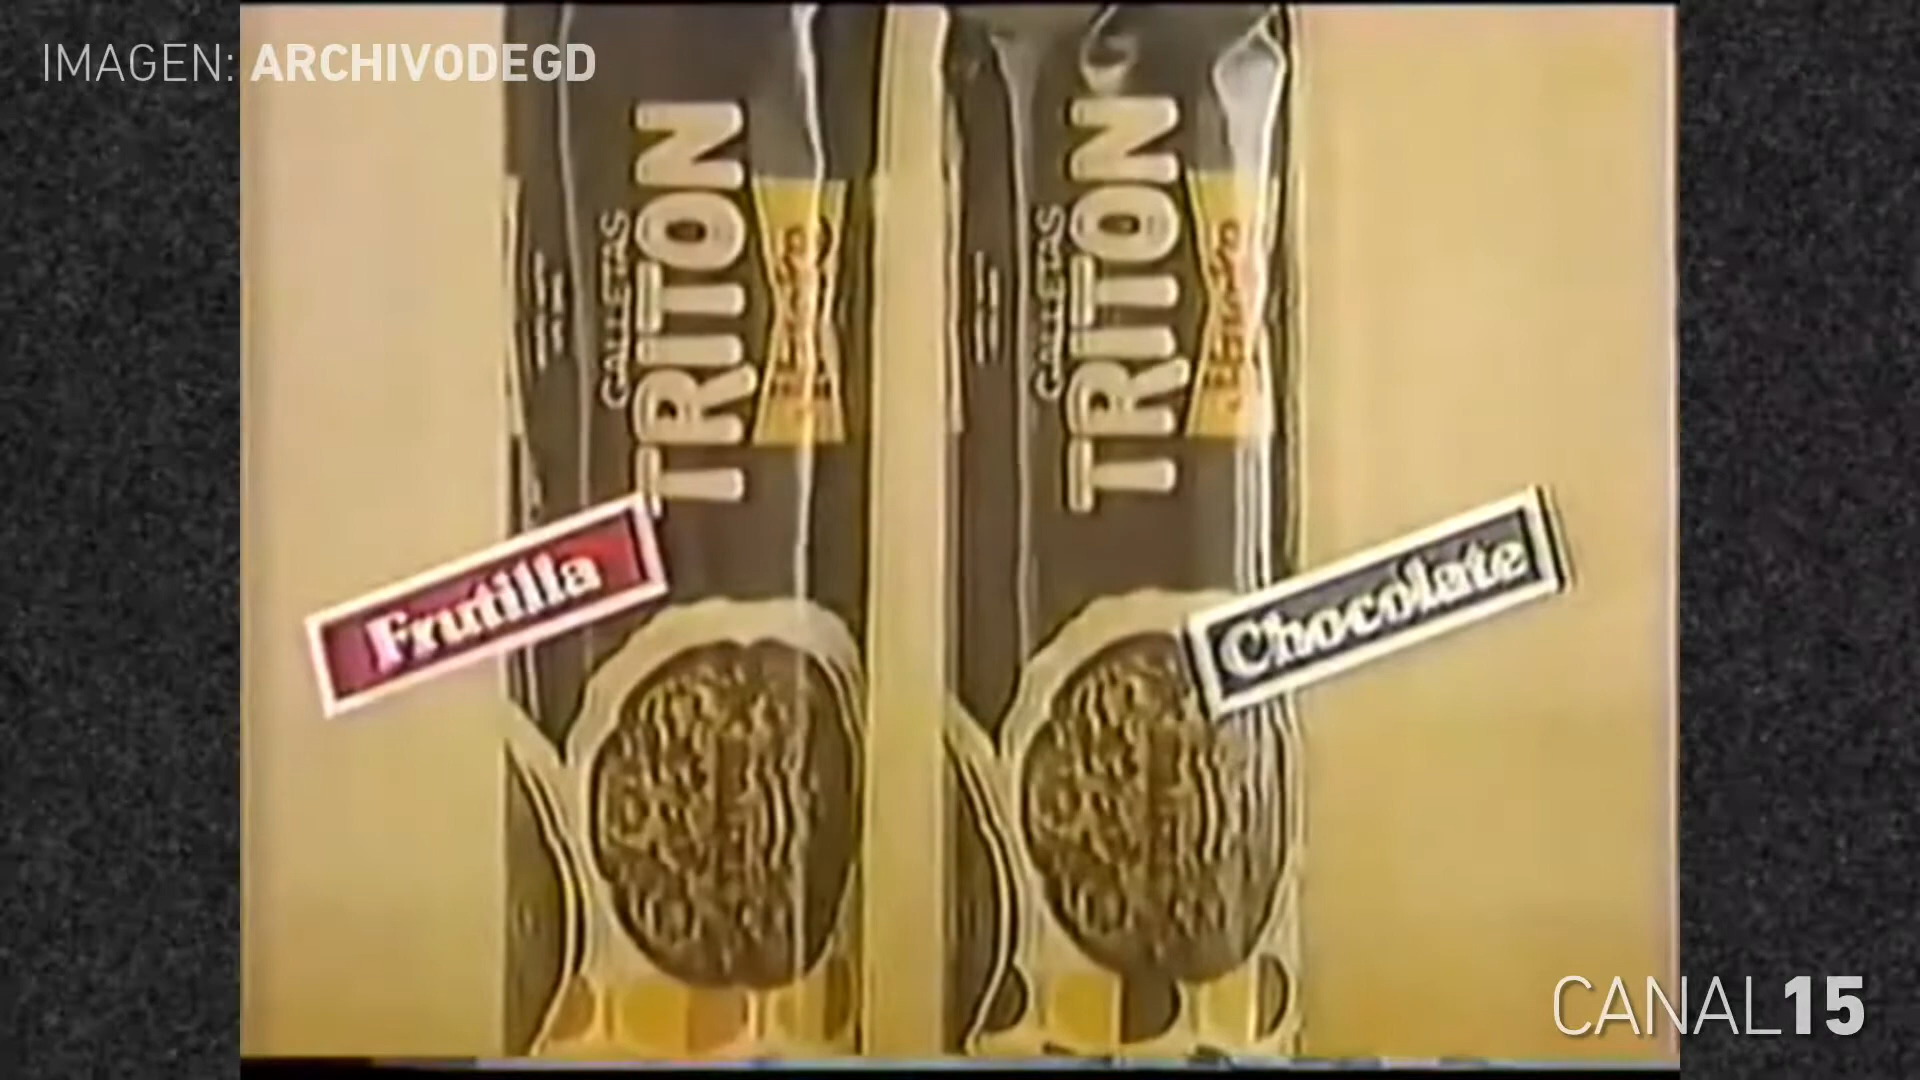 IMAGEN: ARCHIVODEGD
GALLETAS
TRITON
GALLETAS
TRITON
Frutilla
Chocolate
CANAL15